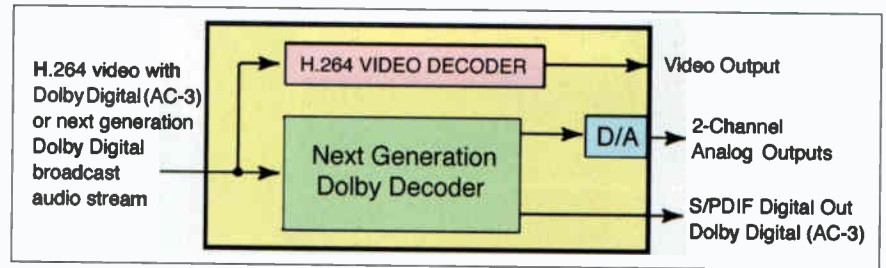 H.264 video with
Dolby Digital (AC-3)
or next generation
Dolby Digital
broadcast
audio stream
H.264 VIDEO DECODER
Next Generation
Dolby Decoder
D/A
Video Output
2-Channel
Analog Outputs
S/PDIF Digital Out
Dolby Digital (AC-3)